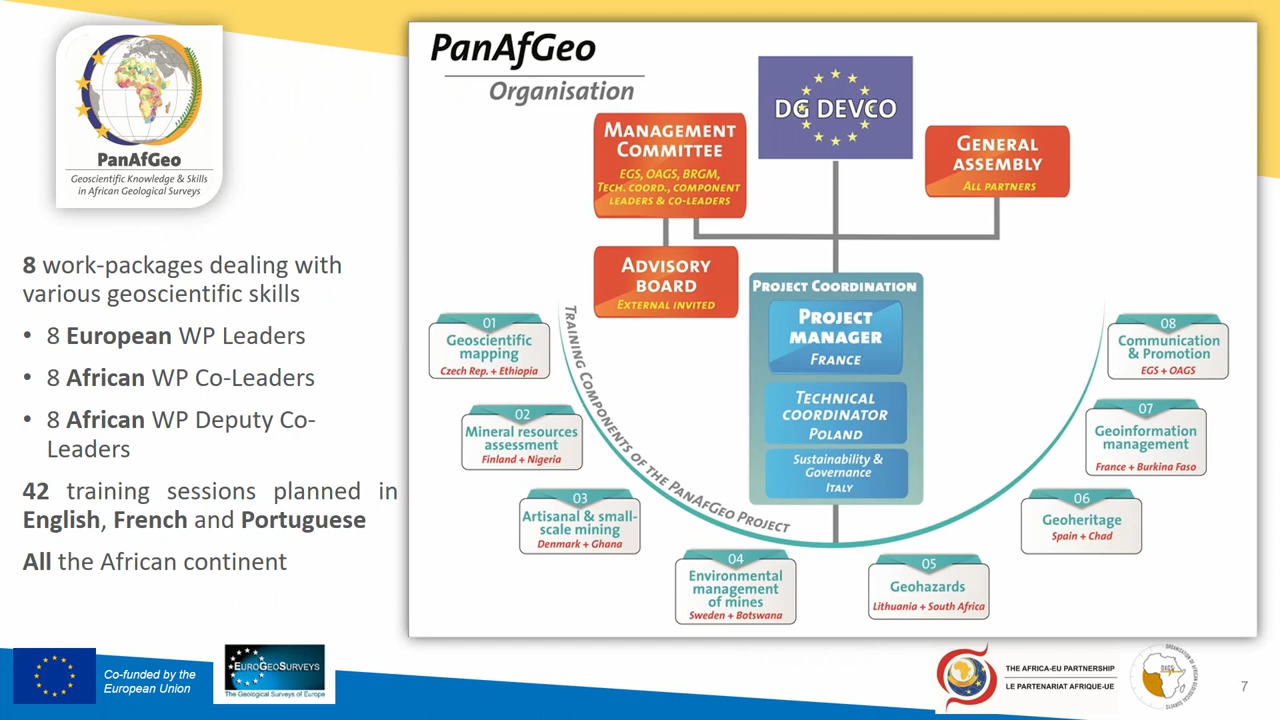 PanAfGeo
Geoscientific Knowledge & Skills
in African Geological Surveys
8 work-packages dealing with
various geoscientific skills
• 8 European WP Leaders
• 8 African WP Co-Leaders
• 8 African WP Deputy Co-
Leaders
42 training sessions planned in
English, French and Portuguese
All the African continent
PanAfGeo
Organisation
DG DEVCO
MANAGEMENT
COMMITTEE
EGS, OAGS, BRGM,
TECH. COORD., COMPONENT
LEADERS & CO-LEADERS
GENERAL
ASSEMBLY
ALL PARTNERS
ADVISORY
BOARD
EXTERNAL INVITED
PROJECT COORDINATION
PROJECT
MANAGER
FRANCE
TECHNICAL
COORDINATOR
POLAND
Sustainability &
Governance
ITALY
TRAINING COMPONENTS OF THE PANAFGEO PROJECT
01
Geoscientific
mapping
Czech Rep. + Ethiopia
02
Mineral resources
assessment
Finland + Nigeria
03
Artisanal & small-
scale mining
Denmark + Ghana
04
Environmental
management
of mines
Sweden + Botswana
05
Geohazards
Lithuania + South Africa
06
Geoheritage
Spain + Chad
07
Geoinformation
management
France + Burkina Faso
08
Communication
& Promotion
EGS + OAGS
Co-funded by the
European Union
EUROGEOSURVEYS
The Geological Surveys of Europe
THE AFRICA-EU PARTNERSHIP
LE PARTENARIAT AFRIQUE-UE
ORGANISATION OF AFRICAN GEOLOGICAL SURVEYS
OAGS
7